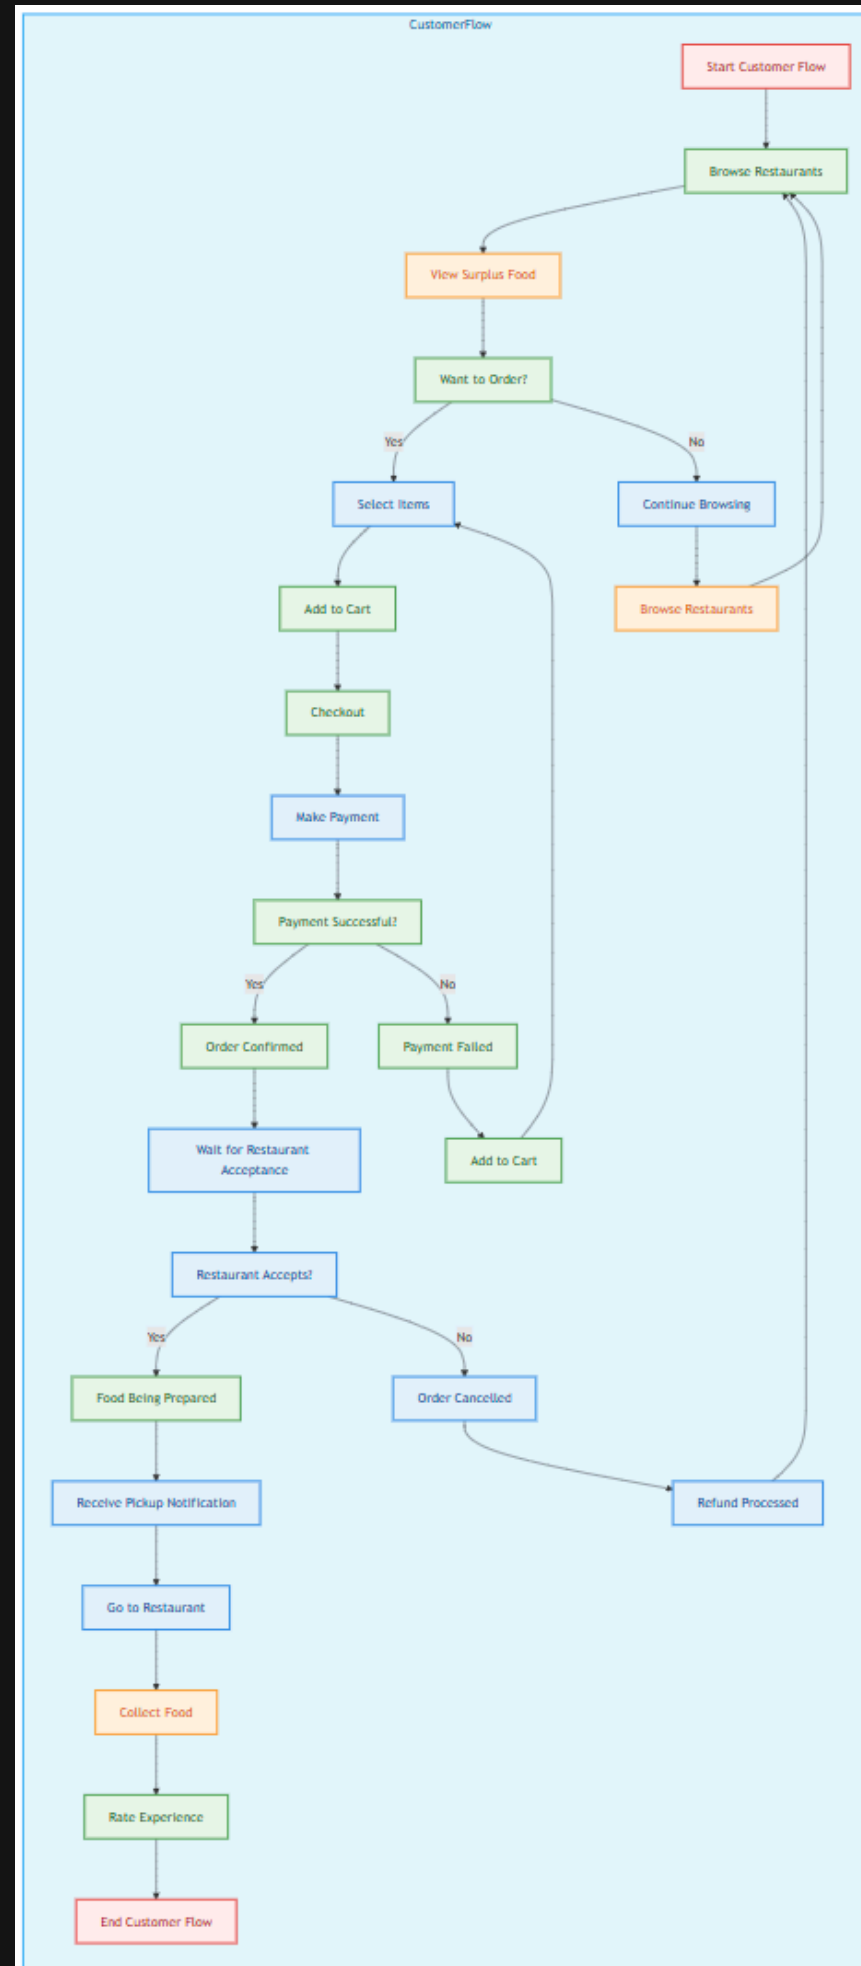 CustomerFlow
Start Customer Flow
Browse Restaurants
View Surplus Food
Want to Order?
Yes
No
Select Items
Continue Browsing
Add to Cart
Browse Restaurants
Checkout
Make Payment
Payment Successful?
Yes
No
Order Confirmed
Payment Failed
Wait for Restaurant
Acceptance
Add to Cart
Restaurant Accepts?
Yes
No
Food Being Prepared
Order Cancelled
Receive Pickup Notification
Refund Processed
Go to Restaurant
Collect Food
Rate Experience
End Customer Flow